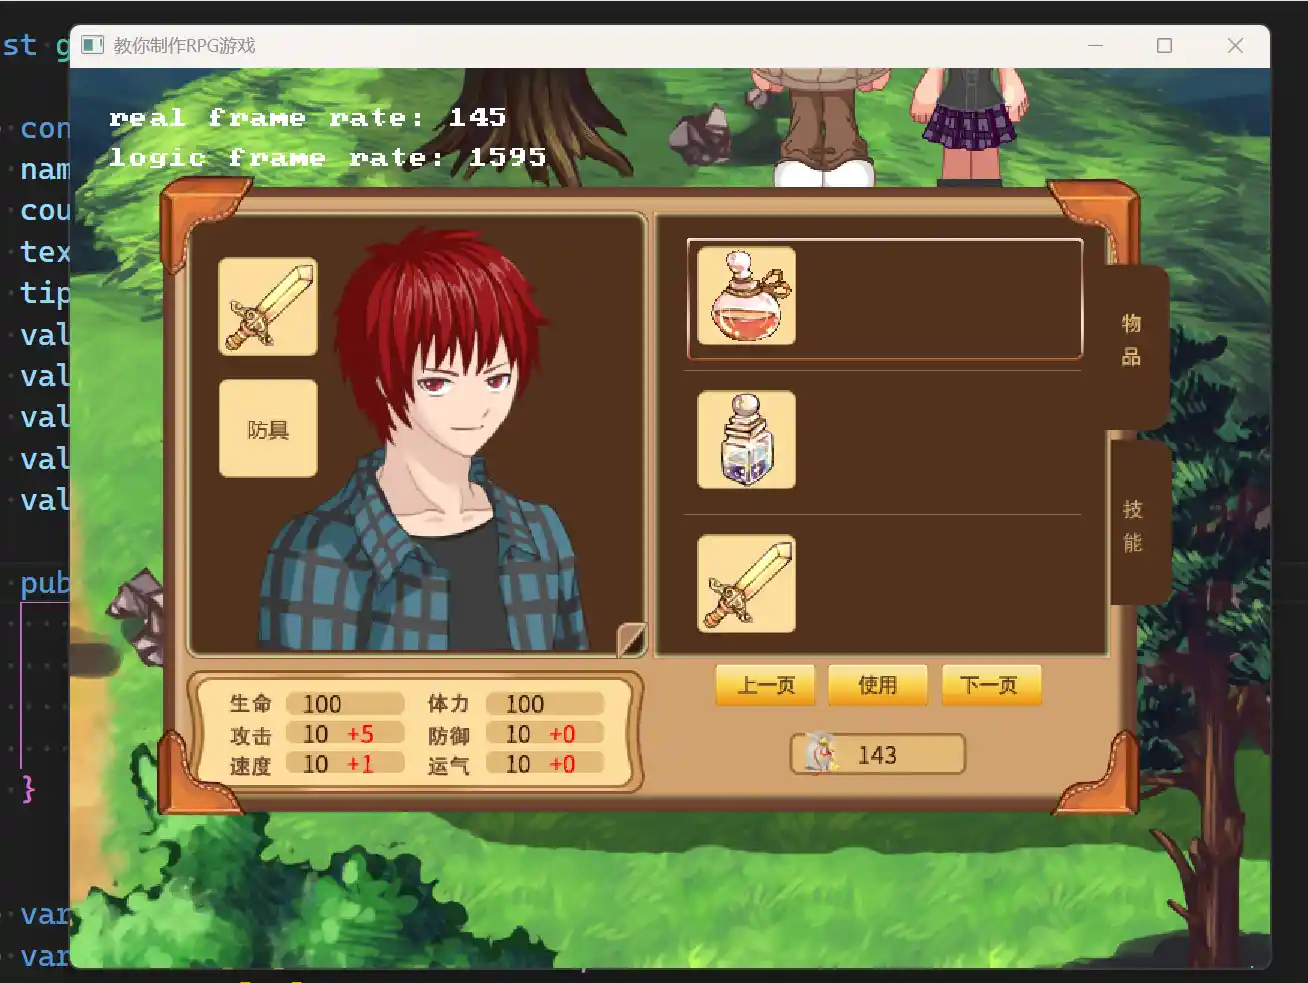 st g
教你制作RPG游戏
con
nam
cou
tex
tip
val
val
val
val
val
pub
}
var
var
real frame rate: 145
logic frame rate: 1595
防具
物品
技能
生命 100 体力 100
攻击 10 +5 防御 10 +0
速度 10 +1 运气 10 +0
上一页 使用 下一页
143